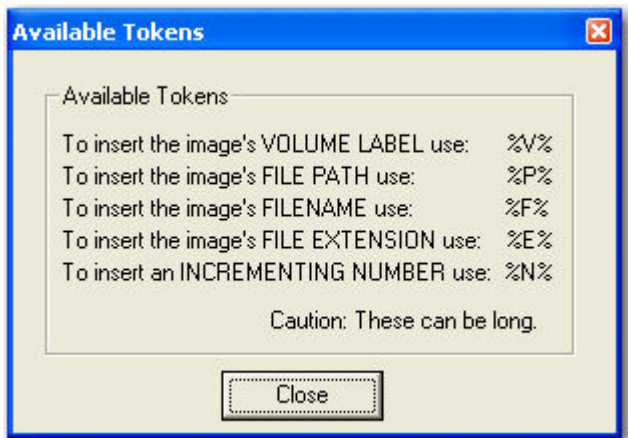 Available Tokens
Available Tokens
To insert the image's VOLUME LABEL use: %V%
To insert the image's FILE PATH use: %P%
To insert the image's FILENAME use: %F%
To insert the image's FILE EXTENSION use: %E%
To insert an INCREMENTING NUMBER use: %N%
Caution: These can be long.
Close